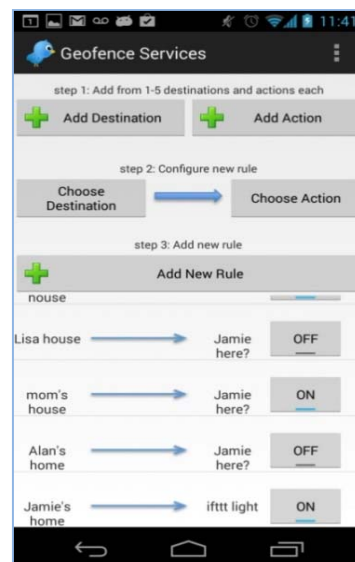 11:41
Geofence Services
step 1: Add from 1-5 destinations and actions each
Add Destination
Add Action
step 2: Configure new rule
Choose
Destination
Choose Action
step 3: Add new rule
Add New Rule
house
Lisa house
Jamie
here?
OFF
mom's
house
Jamie
here?
ON
Alan's
home
Jamie
here?
OFF
Jamie's
home
ifttt light
ON